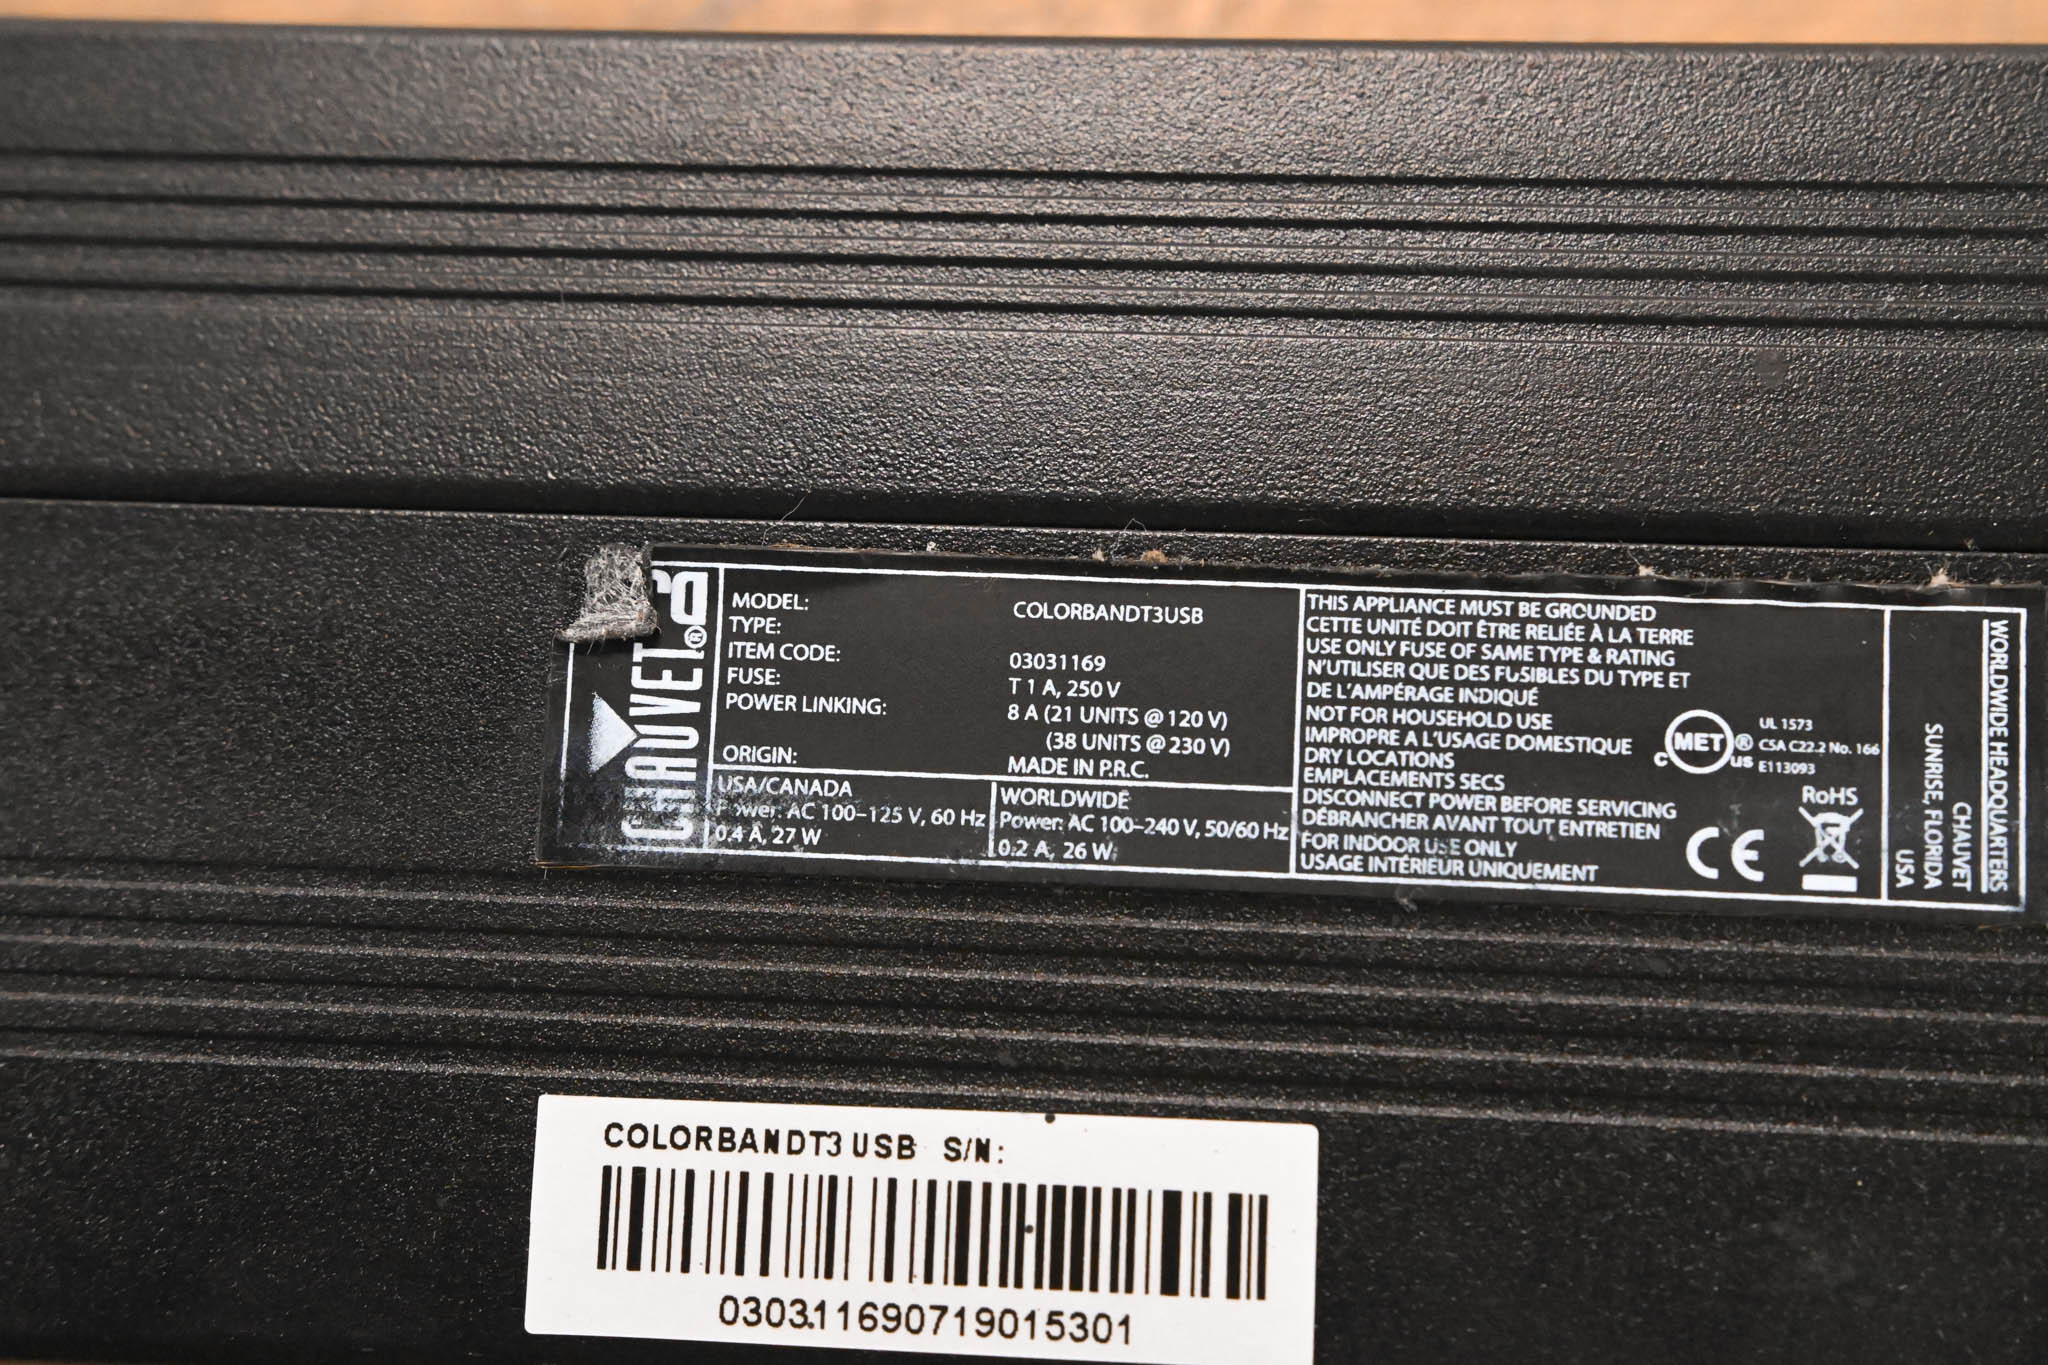 CHAUVET®
MODEL: COLORBANDT3USB
TYPE:
ITEM CODE: 03031169
FUSE: T 1 A, 250 V
POWER LINKING: 8 A (21 UNITS @ 120 V)
(38 UNITS @ 230 V)
ORIGIN: MADE IN P.R.C.
USA/CANADA
Power: AC 100–125 V, 60 Hz
0.4 A, 27 W
WORLDWIDE
Power: AC 100–240 V, 50/60 Hz
0.2 A, 26 W
THIS APPLIANCE MUST BE GROUNDED
CETTE UNITÉ DOIT ÊTRE RELIÉE À LA TERRE
USE ONLY FUSE OF SAME TYPE & RATING
N'UTILISER QUE DES FUSIBLES DU TYPE ET
DE L'AMPÉRAGE INDIQUÉ
NOT FOR HOUSEHOLD USE
IMPROPRE A L'USAGE DOMESTIQUE
DRY LOCATIONS
EMPLACEMENTS SECS
DISCONNECT POWER BEFORE SERVICING
DÉBRANCHER AVANT TOUT ENTRETIEN
FOR INDOOR USE ONLY
USAGE INTÉRIEUR UNIQUEMENT
c MET ® us
UL 1573
CSA C22.2 No. 166
E113093
CE
RoHS
WORLDWIDE HEADQUARTERS
CHAUVET
SUNRISE, FLORIDA
USA
COLORBANDT3 USB S/N:
030311690719015301